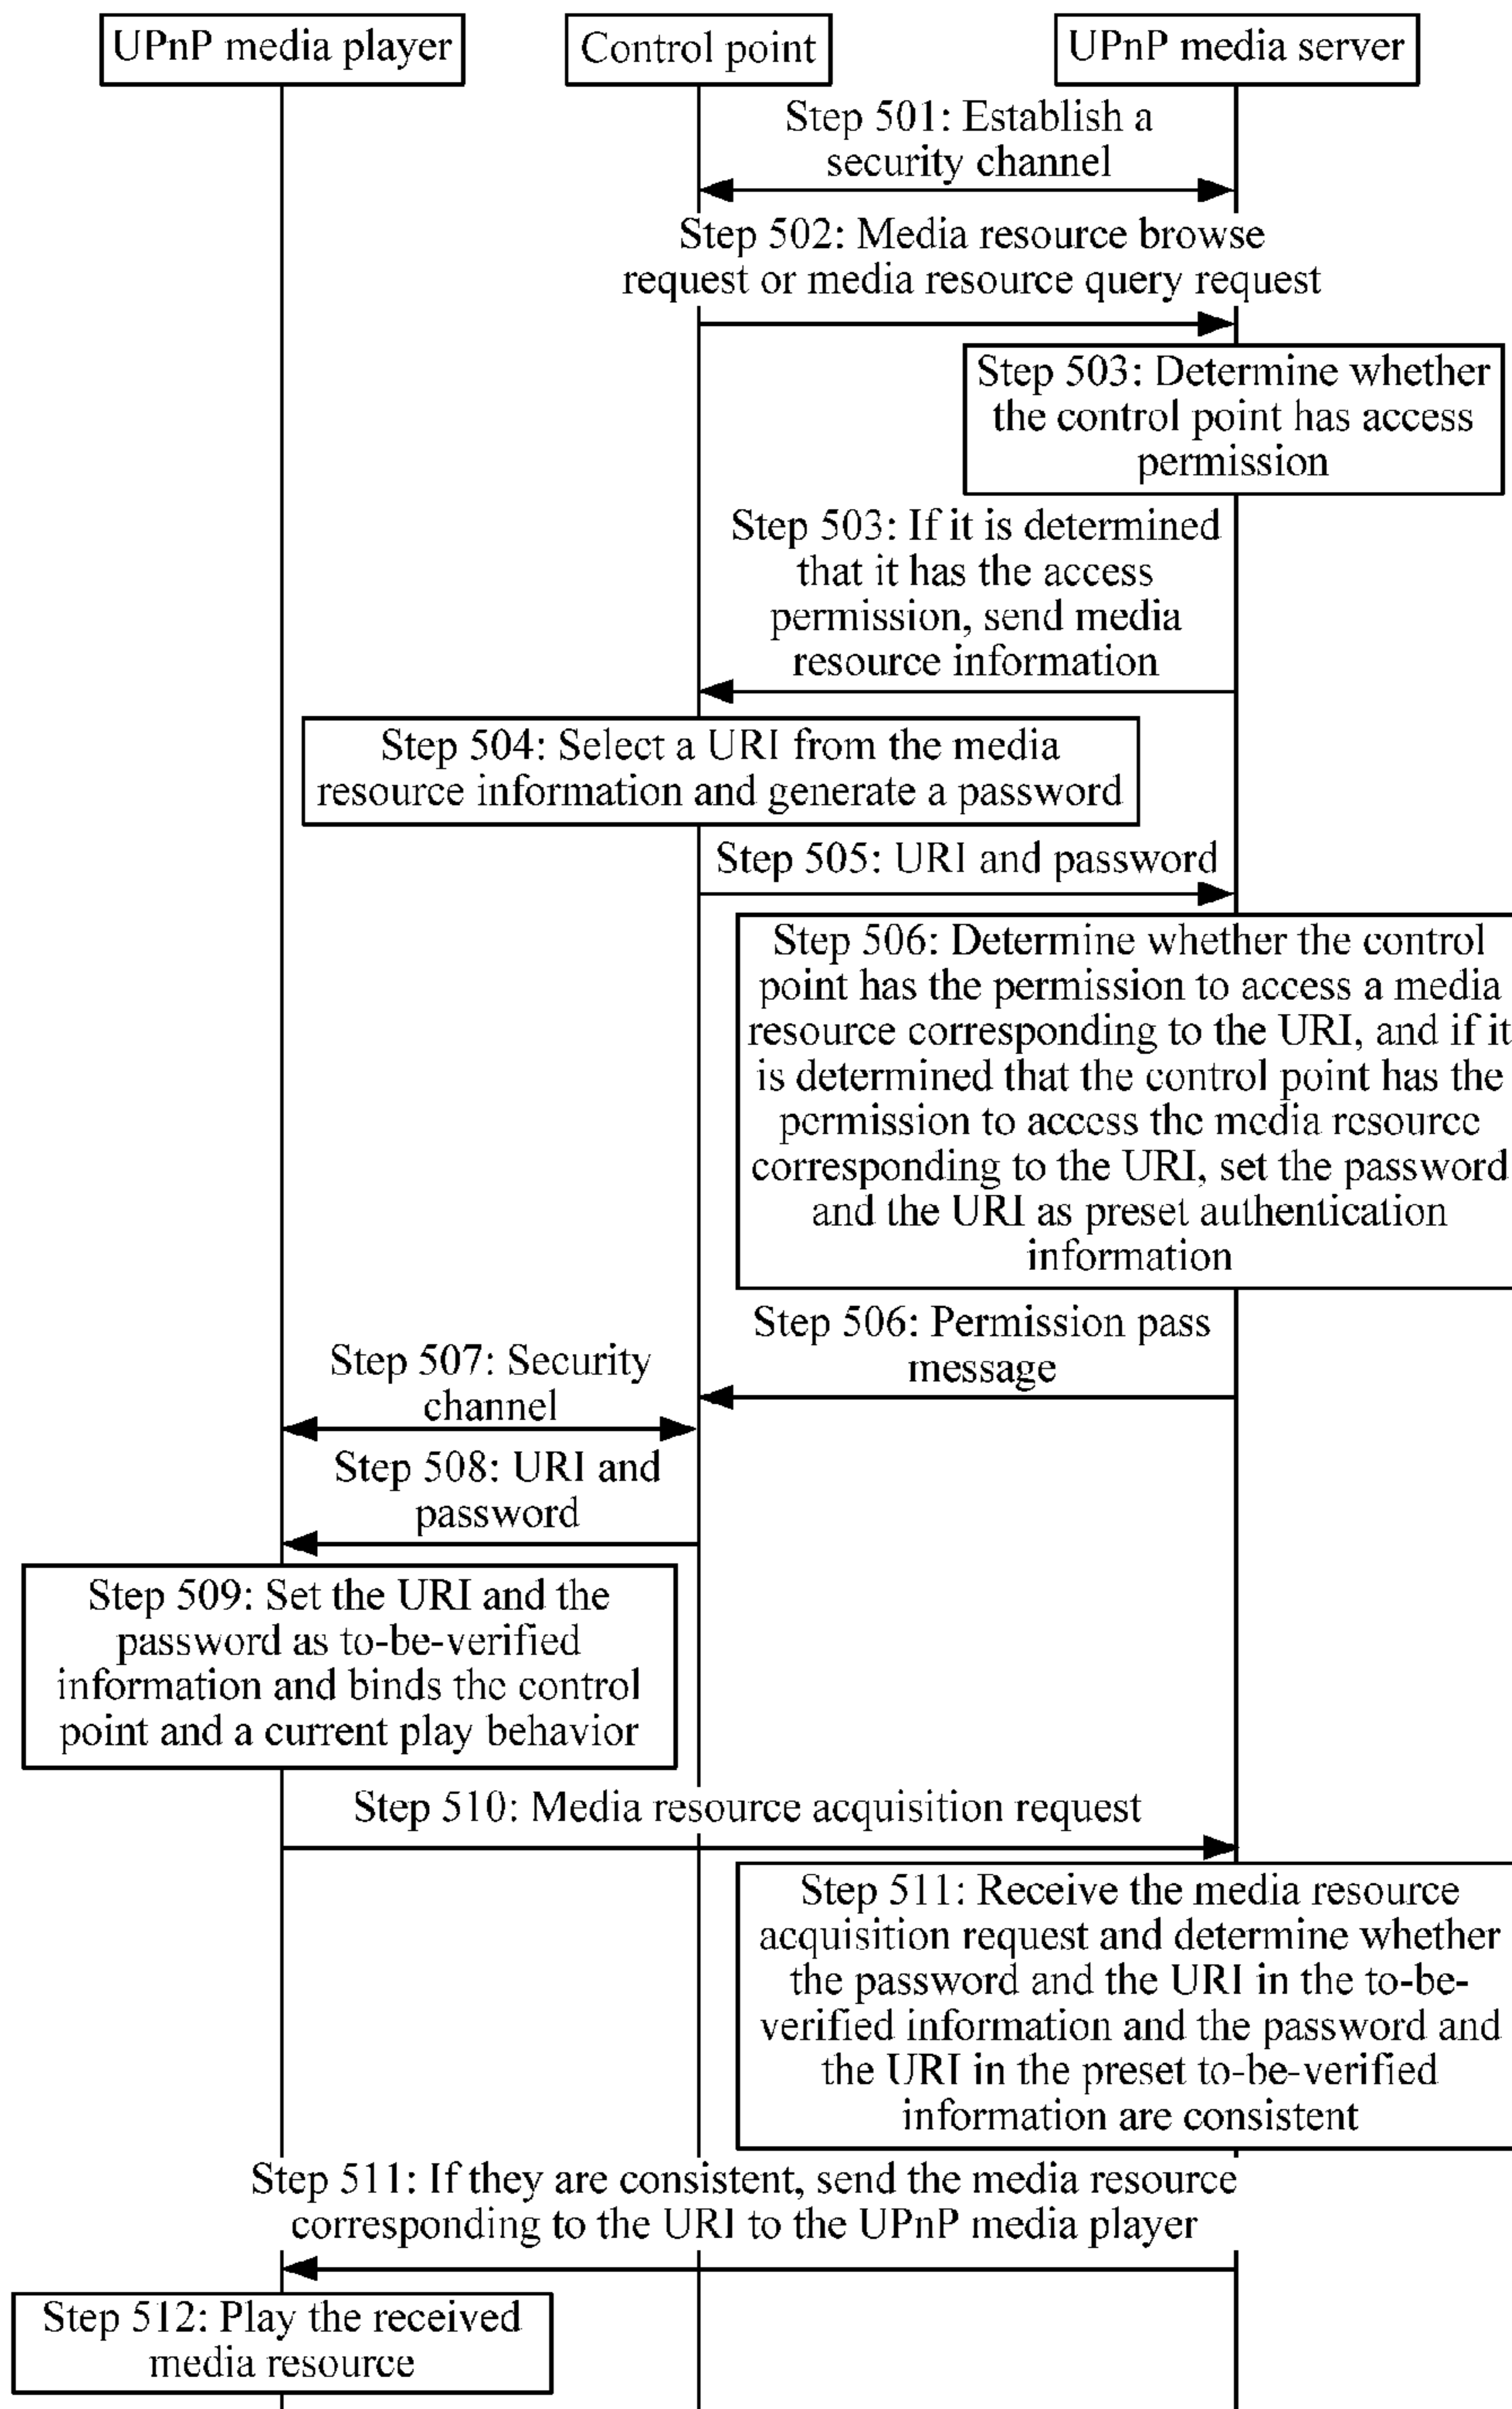 UPnP media player
Control point
UPnP media server
Step 501: Establish a
security channel
Step 502: Media resource browse
request or media resource query request
Step 503: Determine whether
the control point has access
permission
Step 503: If it is determined
that it has the access
permission, send media
resource information
Step 504: Select a URI from the media
resource information and generate a password
Step 505: URI and password
Step 506: Determine whether the control
point has the permission to access a media
resource corresponding to the URI, and if it
is determined that the control point has the
permission to access the media resource
corresponding to the URI, set the password
and the URI as preset authentication
information
Step 506: Permission pass
message
Step 507: Security
channel
Step 508: URI and
password
Step 509: Set the URI and the
password as to-be-verified
information and binds the control
point and a current play behavior
Step 510: Media resource acquisition request
Step 511: Receive the media resource
acquisition request and determine whether
the password and the URI in the to-be-
verified information and the password and
the URI in the preset to-be-verified
information are consistent
Step 511: If they are consistent, send the media resource
corresponding to the URI to the UPnP media player
Step 512: Play the received
media resource